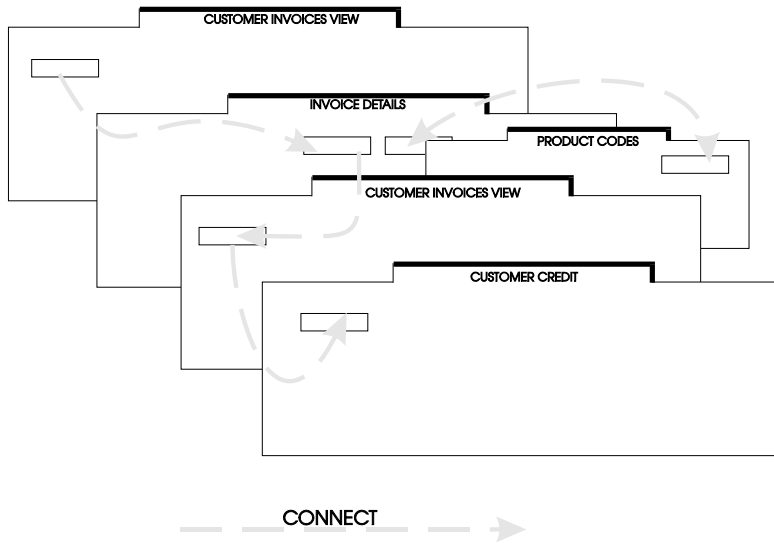 CUSTOMER INVOICES VIEW
INVOICE DETAILS
PRODUCT CODES
CUSTOMER INVOICES VIEW
CUSTOMER CREDIT
CONNECT